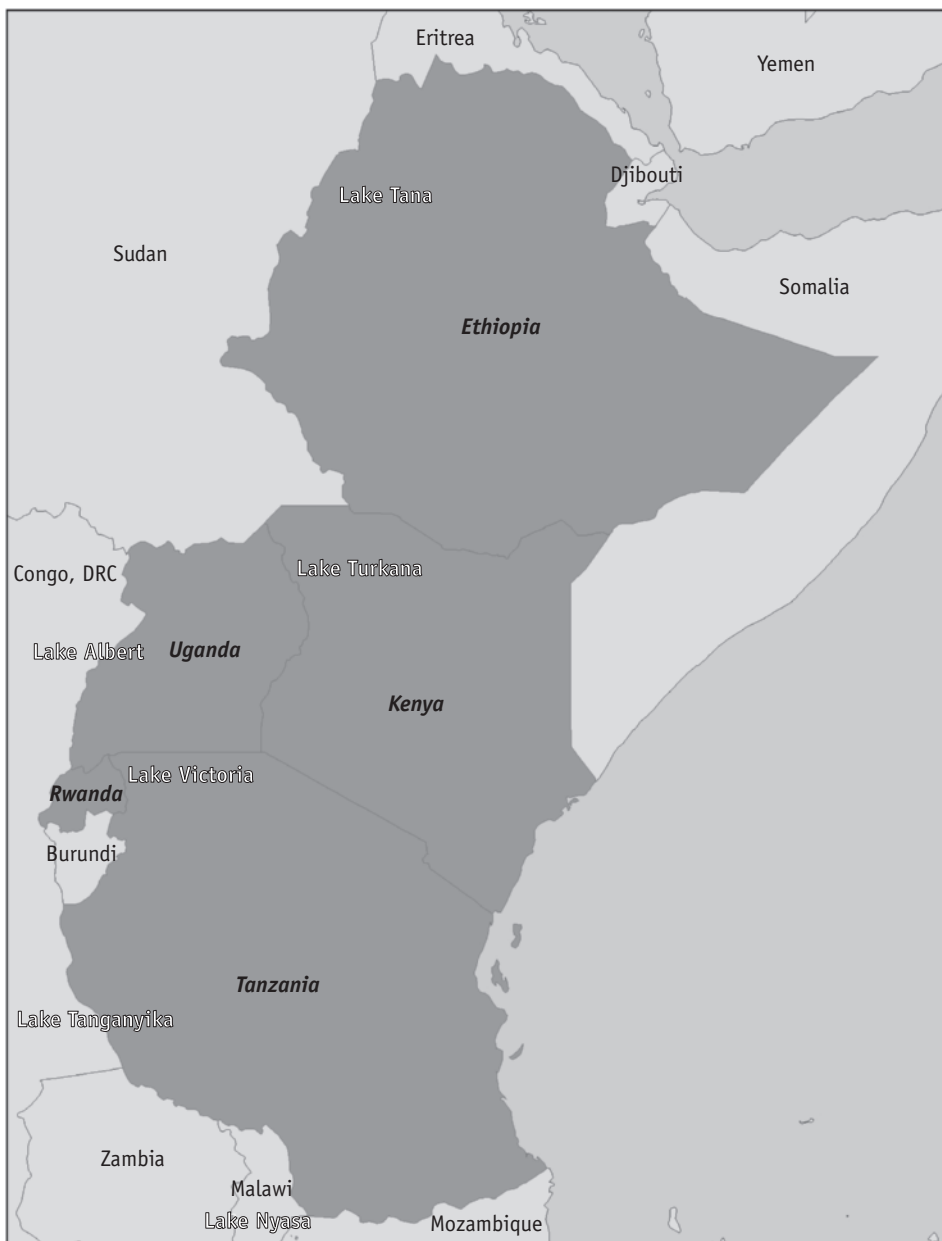 Eritrea
Yemen
Djibouti
Lake Tana
Sudan
Somalia
Ethiopia
Lake Turkana
Congo, DRC
Lake Albert
Uganda
Kenya
Lake Victoria
Rwanda
Burundi
Tanzania
Lake Tanganyika
Zambia
Malawi
Lake Nyasa
Mozambique